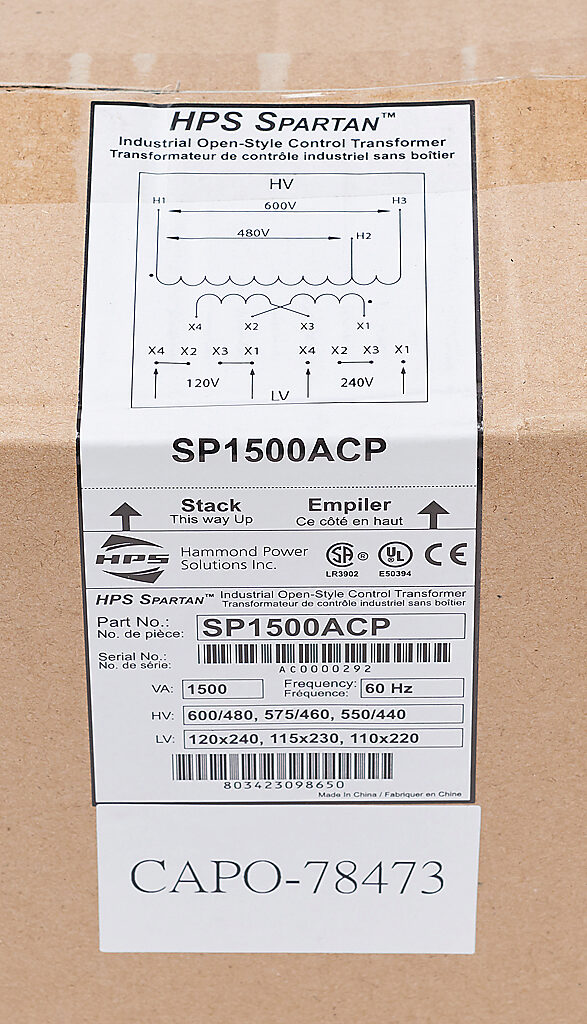 HPS SPARTAN™
Industrial Open-Style Control Transformer
Transformateur de contrôle industriel sans boîtier
HV
H1 600V H3
480V H2
X4 X2 X3 X1
X4 X2 X3 X1 X4 X2 X3 X1
120V LV 240V
SP1500ACP
Stack Empiler
This way Up Ce côté en haut
HPS Hammond Power
Solutions Inc.
SA ® UL CE
LR3902 E50394
HPS SPARTAN™ Industrial Open-Style Control Transformer
Transformateur de contrôle industriel sans boîtier
Part No.: SP1500ACP
No. de pièce:
Serial No.:
No. de série:
AC0000292
VA: 1500 Frequency: 60 Hz
Fréquence:
HV: 600/480, 575/460, 550/440
LV: 120x240, 115x230, 110x220
803423098650
Made In China / Fabriquer en Chine
CAPO-78473